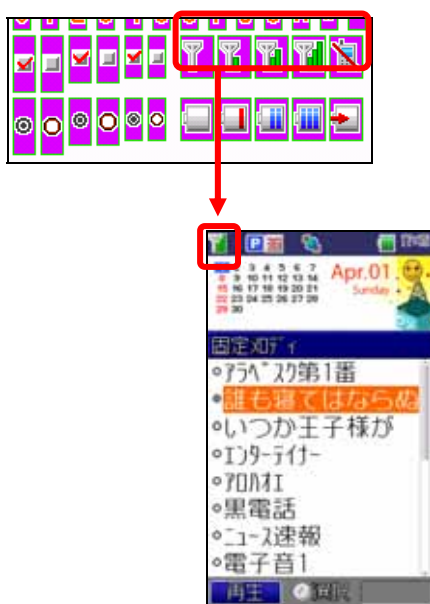 P
Apr.01
Sunday
2 3 4 5 6 7
8 9 10 11 12 13 14
15 16 17 18 19 20 21
22 23 24 25 26 27 28
29 30
固定ﾒﾛﾃﾞｨ
ｱﾗﾍﾞｽｸ第1番
誰も寝てはならぬ
いつか王子様が
ｴﾝﾀｰﾃｲﾅｰ
ｱﾛﾊｵｴ
黒電話
ﾆｭｰｽ速報
電子音1
再生 選択